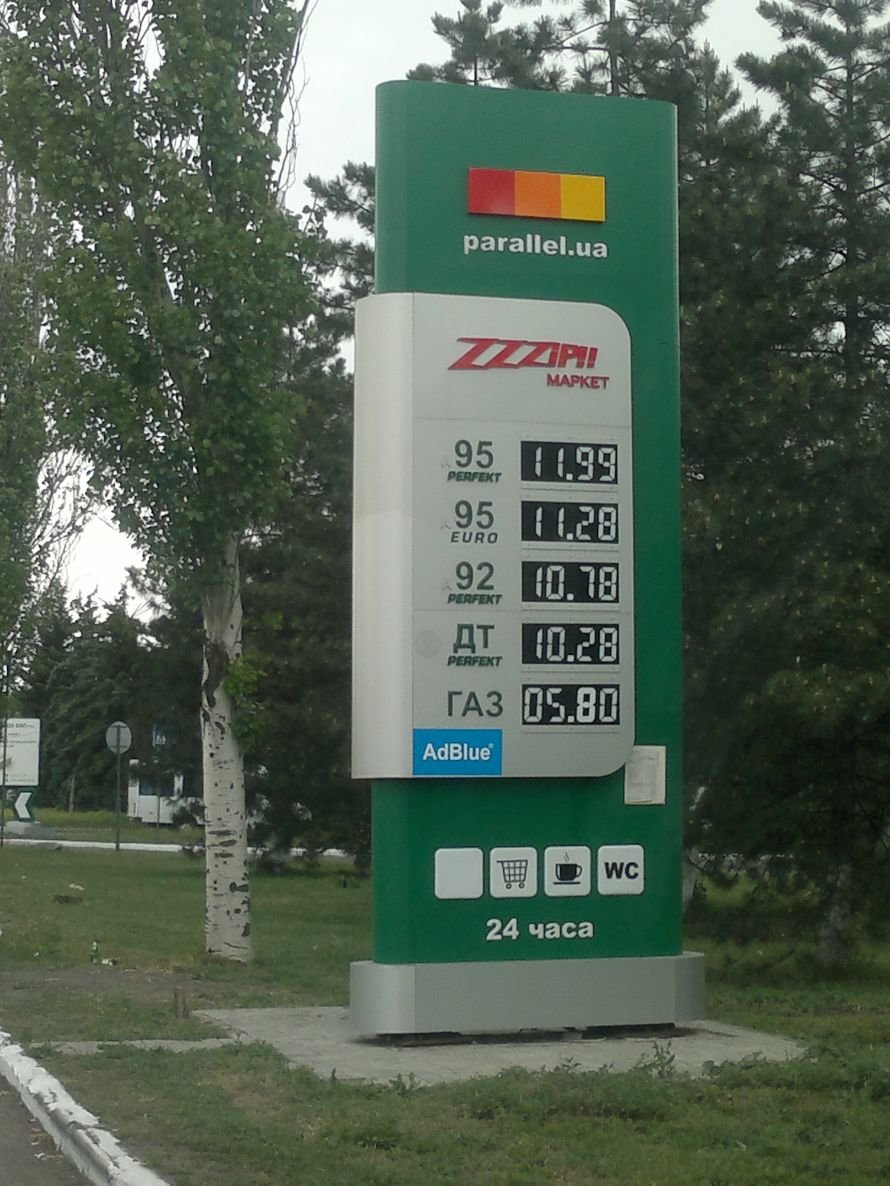 parallel.ua
МАРКЕТ
95 11.99
PERFEKT
95 11.28
EURO
92 10.78
PERFEKT
ДТ 10.28
PERFEKT
ГАЗ 05.80
AdBlue®
WC
24 часа